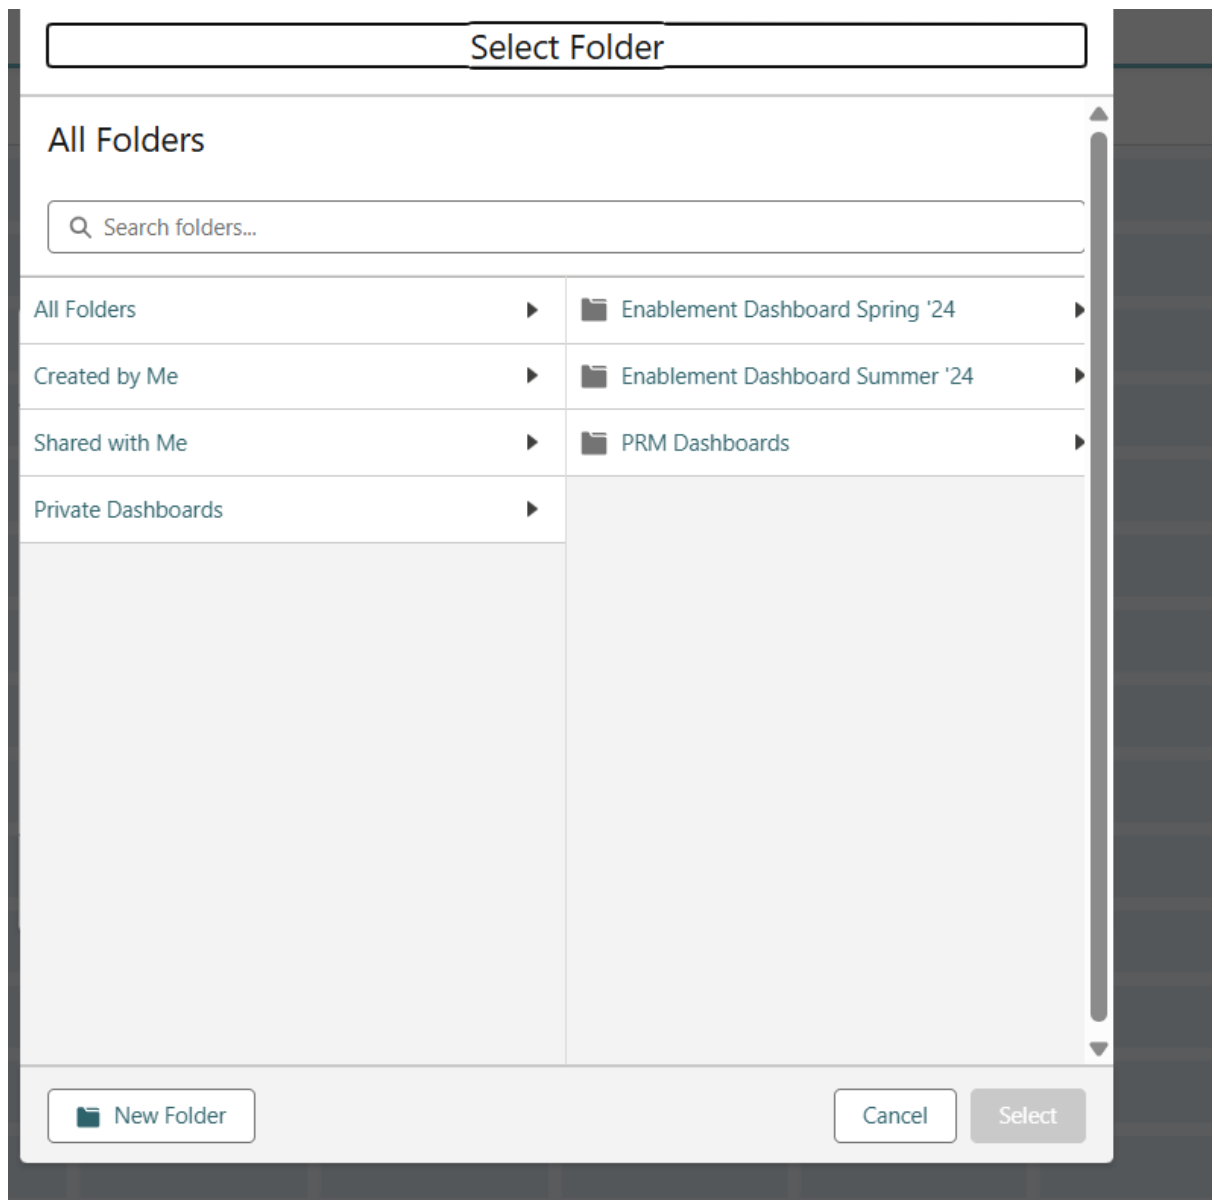 Select Folder
All Folders
Search folders...
All Folders
Enablement Dashboard Spring '24
Created by Me
Enablement Dashboard Summer '24
Shared with Me
PRM Dashboards
Private Dashboards
New Folder
Cancel
Select